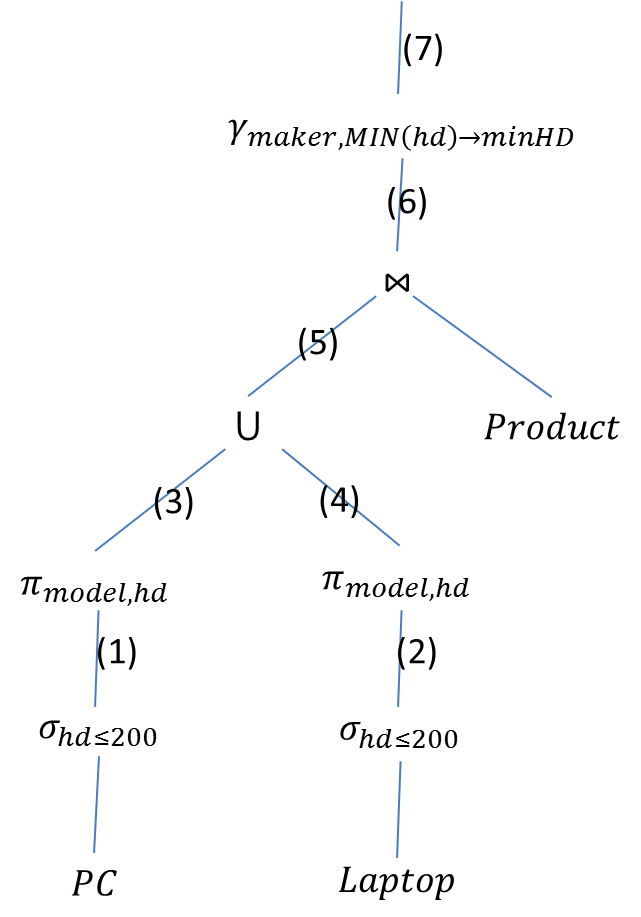 (7)
γmaker,MIN(hd)→minHD
(6)
⋈
(5)
∪ Product
(3) (4)
πmodel,hd πmodel,hd
(1) (2)
σhd≤200 σhd≤200
PC Laptop